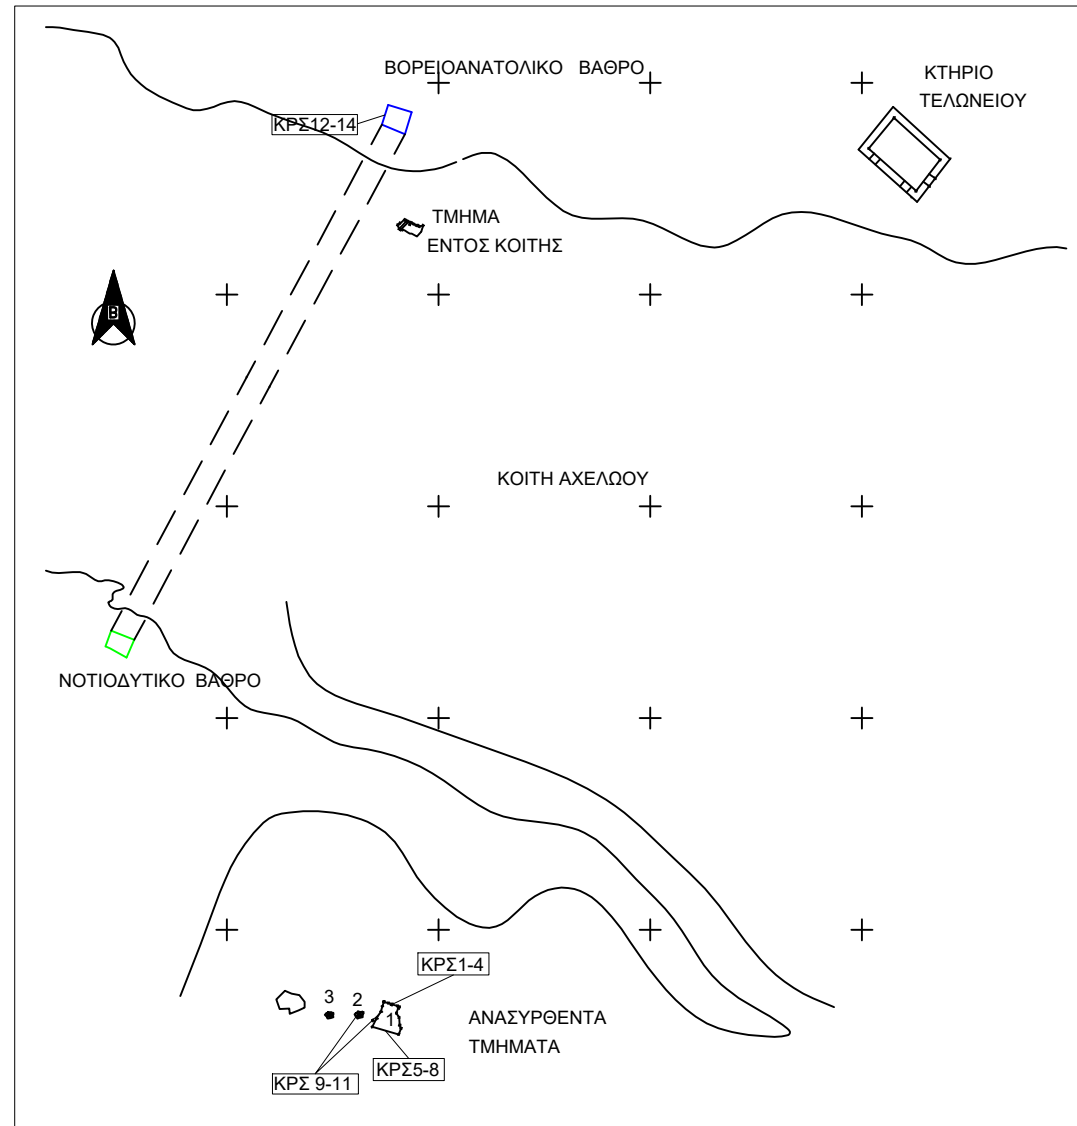 ΒΟΡΕΙΟΑΝΑΤΟΛΙΚΟ ΒΑΘΡΟ
ΚΤΗΡΙΟ
ΤΕΛΩΝΕΙΟΥ
ΚΡΣ12-14
ΤΜΗΜΑ
ΕΝΤΟΣ ΚΟΙΤΗΣ
Β
ΚΟΙΤΗ ΑΧΕΛΩΟΥ
ΝΟΤΙΟΔΥΤΙΚΟ ΒΑΘΡΟ
ΚΡΣ1-4
3
2
1
ΑΝΑΣΥΡΘΕΝΤΑ
ΤΜΗΜΑΤΑ
ΚΡΣ5-8
ΚΡΣ 9-11